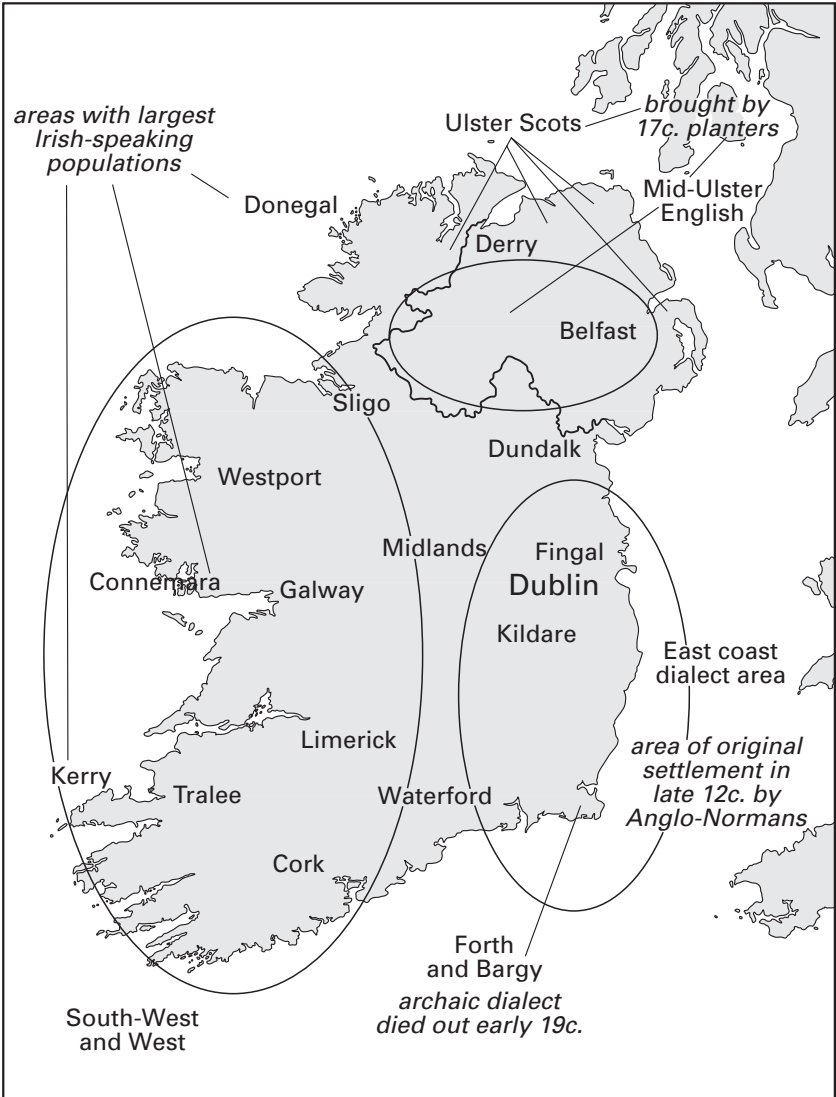 areas with largest
Irish-speaking
populations
Ulster Scots
brought by
17c. planters
Mid-Ulster
English
Donegal
Derry
Belfast
Sligo
Dundalk
Westport
Midlands
Fingal
Connemara
Galway
Dublin
Kildare
East coast
dialect area
Limerick
area of original
settlement in
late 12c. by
Anglo-Normans
Kerry
Tralee
Waterford
Cork
Forth
and Bargy
archaic dialect
died out early 19c.
South-West
and West